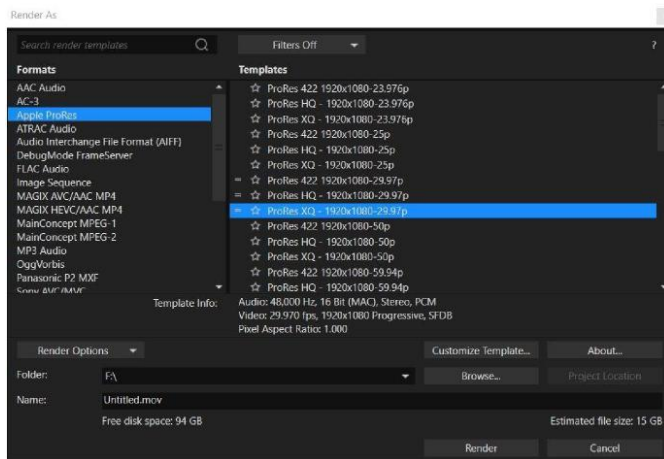 Render As
Search render templates
Filters Off
?
Formats
Templates
AAC Audio
AC-3
Apple ProRes
ATRAC Audio
Audio Interchange File Format (AIFF)
DebugMode FrameServer
FLAC Audio
Image Sequence
MAGIX AVC/AAC MP4
MAGIX HEVC/AAC MP4
MainConcept MPEG-1
MainConcept MPEG-2
MP3 Audio
OggVorbis
Panasonic P2 MXF
Sony AVC/MVC
ProRes 422 1920x1080-23.976p
ProRes HQ - 1920x1080-23.976p
ProRes XQ - 1920x1080-23.976p
ProRes 422 1920x1080-25p
ProRes HQ - 1920x1080-25p
ProRes XQ - 1920x1080-25p
= ProRes 422 1920x1080-29.97p
= ProRes HQ - 1920x1080-29.97p
= ProRes XQ - 1920x1080-29.97p
ProRes 422 1920x1080-50p
ProRes HQ - 1920x1080-50p
ProRes XQ - 1920x1080-50p
ProRes 422 1920x1080-59.94p
ProRes HQ - 1920x1080-59.94p
Template Info:
Audio: 48,000 Hz, 16 Bit (MAC), Stereo, PCM
Video: 29.970 fps, 1920x1080 Progressive, SFDB
Pixel Aspect Ratio: 1.000
Render Options
Customize Template...
About...
Folder:
F:\
Browse...
Project Location
Name:
Untitled.mov
Free disk space: 94 GB
Estimated file size: 15 GB
Render
Cancel